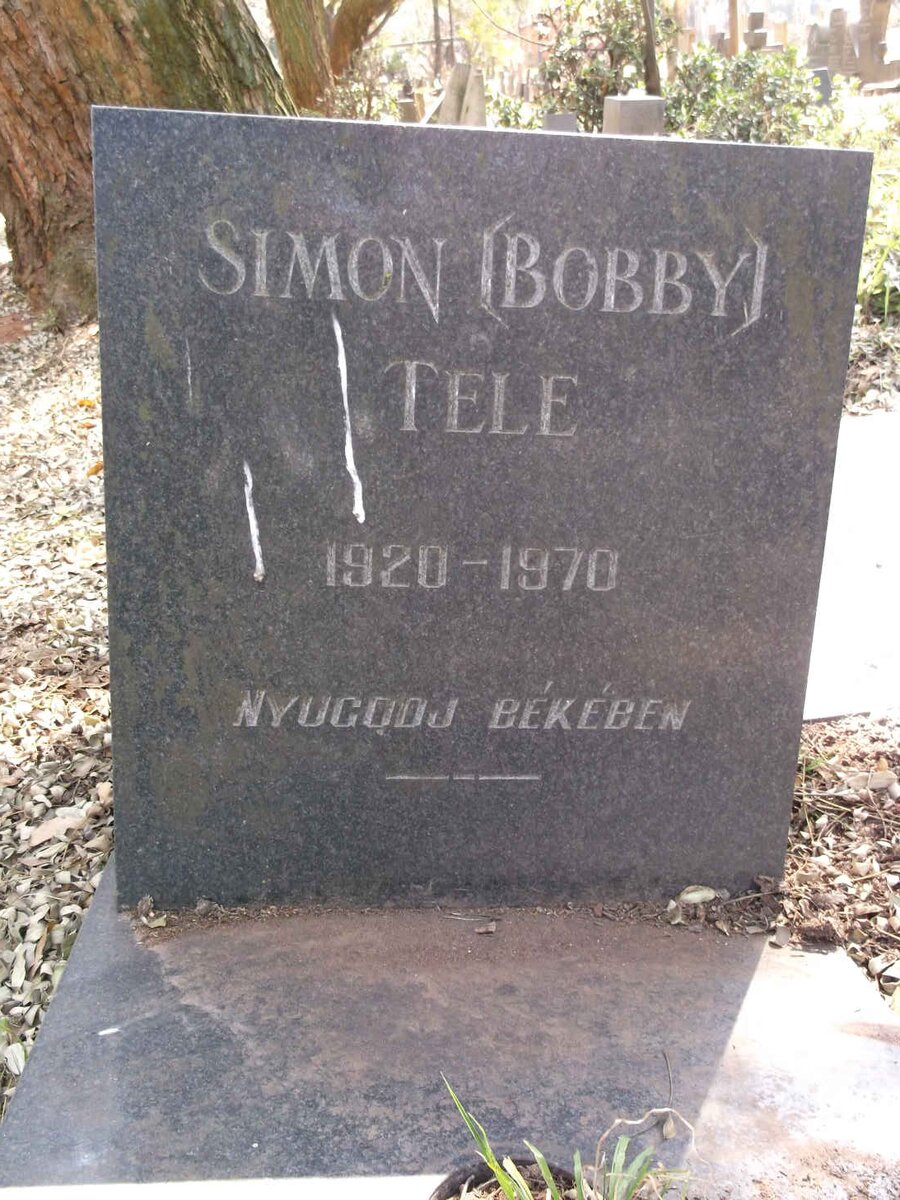 SIMON (BOBBY)
TELE
1920-1970
NYUGODJ BÉKÉBEN